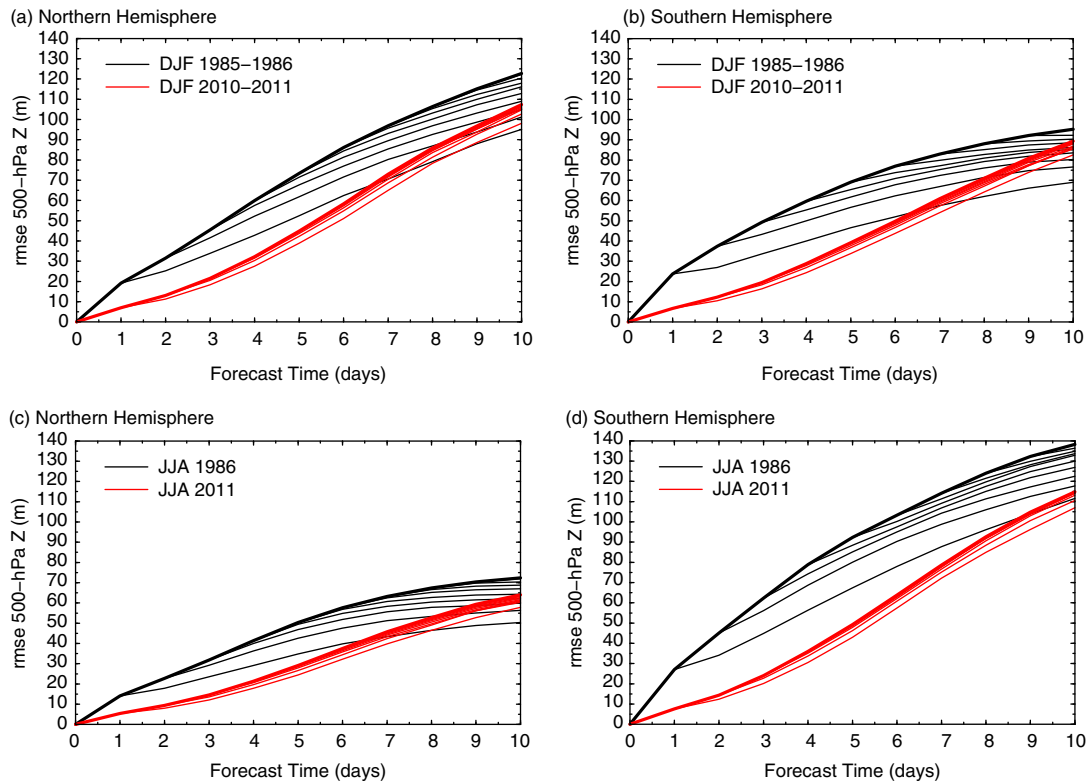 (a) Northern Hemisphere
rmse 500-hPa Z (m)
140
130
120
110
100
90
80
70
60
50
40
30
20
10
0
DJF 1985–1986
DJF 2010–2011
0 1 2 3 4 5 6 7 8 9 10
Forecast Time (days)
(b) Southern Hemisphere
rmse 500-hPa Z (m)
140
130
120
110
100
90
80
70
60
50
40
30
20
10
0
DJF 1985–1986
DJF 2010–2011
0 1 2 3 4 5 6 7 8 9 10
Forecast Time (days)
(c) Northern Hemisphere
rmse 500-hPa Z (m)
140
130
120
110
100
90
80
70
60
50
40
30
20
10
0
JJA 1986
JJA 2011
0 1 2 3 4 5 6 7 8 9 10
Forecast Time (days)
(d) Southern Hemisphere
rmse 500-hPa Z (m)
140
130
120
110
100
90
80
70
60
50
40
30
20
10
0
JJA 1986
JJA 2011
0 1 2 3 4 5 6 7 8 9 10
Forecast Time (days)